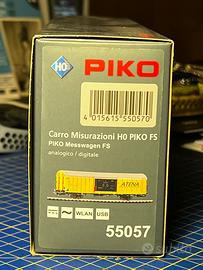 H0
PIKO
4 015615 550570
Carro Misurazioni H0 PIKO FS
PIKO Messwagen FS
analogico / digitale
ATENA
WLAN
USB
55057
subito